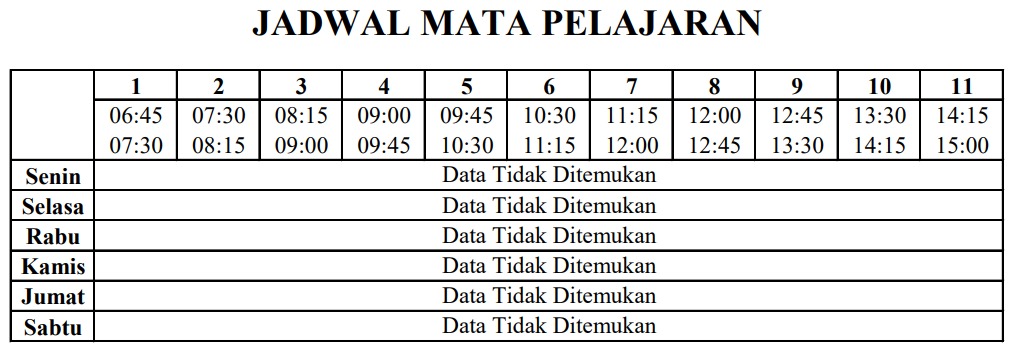 JADWAL MATA PELAJARAN
1 2 3 4 5 6 7 8 9 10 11
06:45 07:30 08:15 09:00 09:45 10:30 11:15 12:00 12:45 13:30 14:15
07:30 08:15 09:00 09:45 10:30 11:15 12:00 12:45 13:30 14:15 15:00
Senin Data Tidak Ditemukan
Selasa Data Tidak Ditemukan
Rabu Data Tidak Ditemukan
Kamis Data Tidak Ditemukan
Jumat Data Tidak Ditemukan
Sabtu Data Tidak Ditemukan